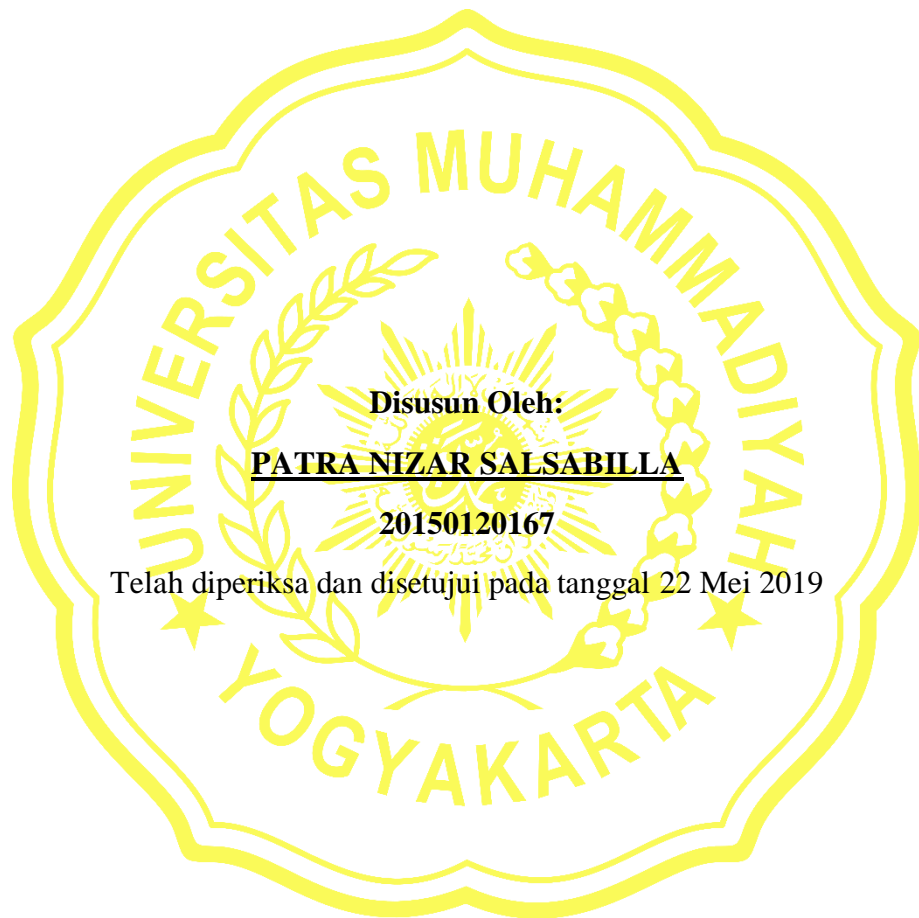 UNIVERSITAS MUHAMMADIYAH
Disusun Oleh:
PATRA NIZAR SALSABILLA
20150120167
Telah diperiksa dan disetujui pada tanggal 22 Mei 2019
YOGYAKARTA